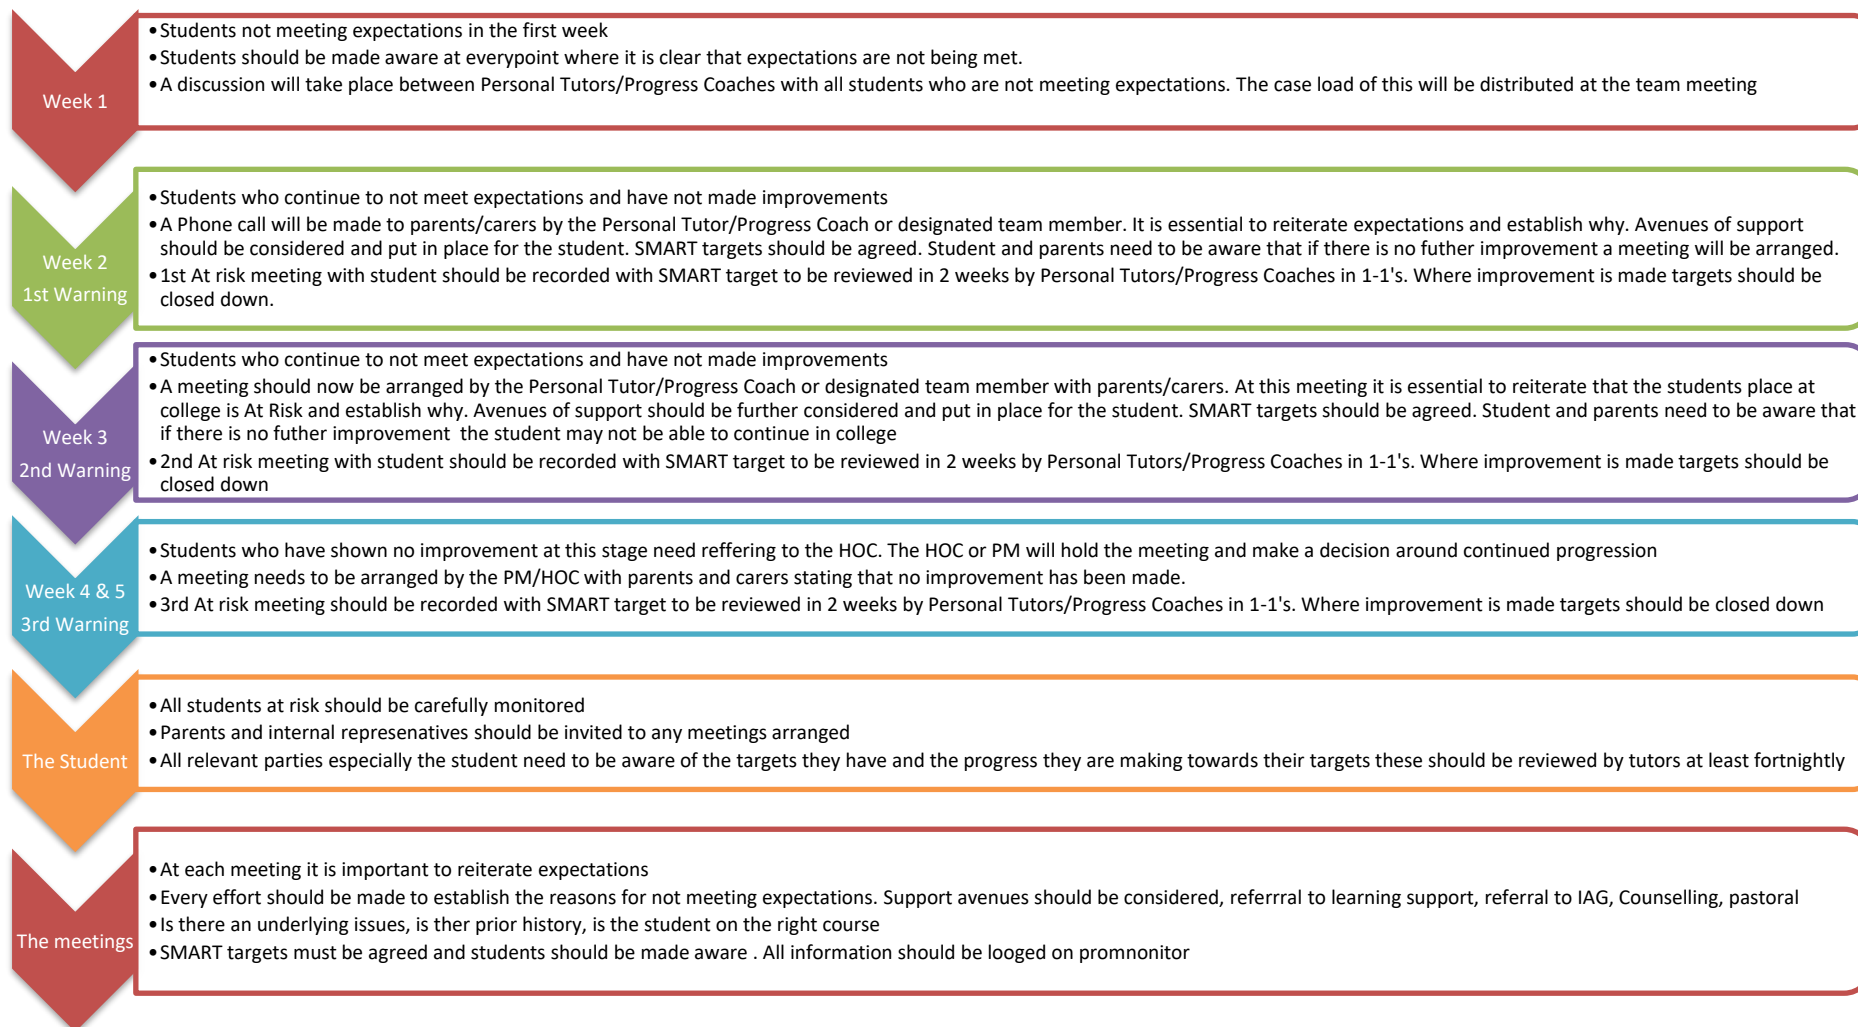 Week 1
•Students not meeting expectations in the first week
•Students should be made aware at everypoint where it is clear that expectations are not being met.
•A discussion will take place between Personal Tutors/Progress Coaches with all students who are not meeting expectations. The case load of this will be distributed at the team meeting
Week 2
1st Warning
•Students who continue to not meet expectations and have not made improvements
•A Phone call will be made to parents/carers by the Personal Tutor/Progress Coach or designated team member. It is essential to reiterate expectations and establish why. Avenues of support
should be considered and put in place for the student. SMART targets should be agreed. Student and parents need to be aware that if there is no futher improvement a meeting will be arranged.
•1st At risk meeting with student should be recorded with SMART target to be reviewed in 2 weeks by Personal Tutors/Progress Coaches in 1-1's. Where improvement is made targets should be
closed down.
Week 3
2nd Warning
•Students who continue to not meet expectations and have not made improvements
•A meeting should now be arranged by the Personal Tutor/Progress Coach or designated team member with parents/carers. At this meeting it is essential to reiterate that the students place at
college is At Risk and establish why. Avenues of support should be further considered and put in place for the student. SMART targets should be agreed. Student and parents need to be aware that
if there is no futher improvement  the student may not be able to continue in college
•2nd At risk meeting with student should be recorded with SMART target to be reviewed in 2 weeks by Personal Tutors/Progress Coaches in 1-1's. Where improvement is made targets should be
closed down
Week 4 & 5
3rd Warning
•Students who have shown no improvement at this stage need reffering to the HOC. The HOC or PM will hold the meeting and make a decision around continued progression
•A meeting needs to be arranged by the PM/HOC with parents and carers stating that no improvement has been made.
•3rd At risk meeting should be recorded with SMART target to be reviewed in 2 weeks by Personal Tutors/Progress Coaches in 1-1's. Where improvement is made targets should be closed down
The Student
•All students at risk should be carefully monitored
•Parents and internal represenatives should be invited to any meetings arranged
•All relevant parties especially the student need to be aware of the targets they have and the progress they are making towards their targets these should be reviewed by tutors at least fortnightly
The meetings
•At each meeting it is important to reiterate expectations
•Every effort should be made to establish the reasons for not meeting expectations. Support avenues should be considered, referrral to learning support, referral to IAG, Counselling, pastoral
•Is there an underlying issues, is ther prior history, is the student on the right course
•SMART targets must be agreed and students should be made aware . All information should be looged on promnonitor